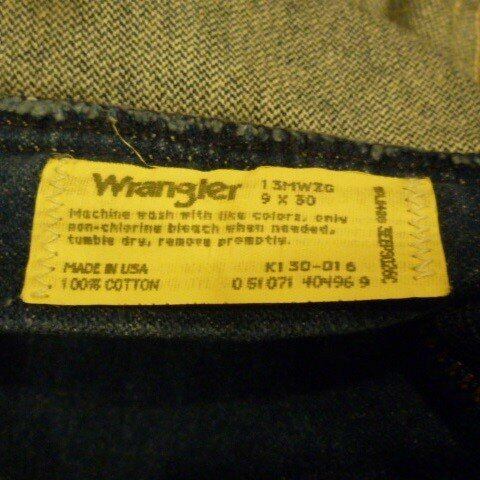 Wrangler 13MWZG
9 X 30
Machine wash with like colors, only
non-chlorine bleach when needed,
tumble dry, remove promptly.
MADE IN USA K130-016
100% COTTON 0 51071 40496 9